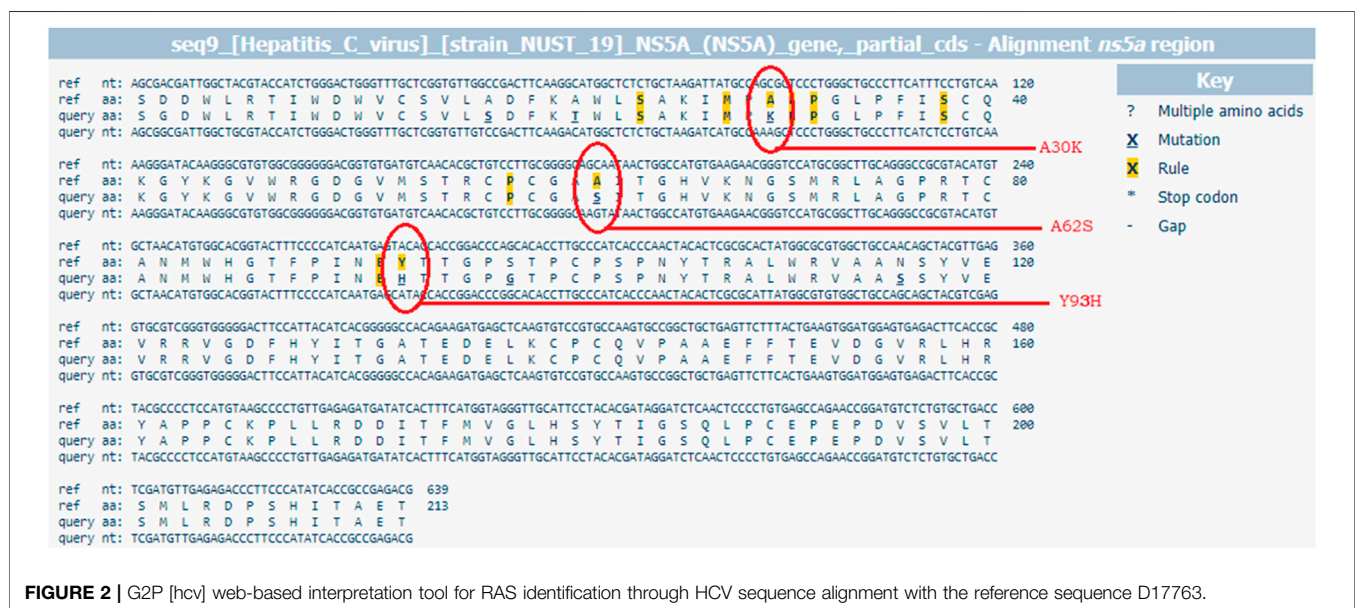 seq9_[Hepatitis_C_virus]_[strain_NUST_19]_NS5A_(NS5A)_gene,_partial_cds - Alignment ns5a region
ref nt: AGCGACGATTGGCTACGTACCATCTGGGACTGGGTTTGCTCGGTGTTGGCCGACTTCAAGGCATGGCTCTCTGCTAAGATTATGCCAGCGCTCCCTGGGCTGCCCTTCATTTCCTGTCAA 120
ref aa: S D D W L R T I W D W V C S V L A D F K A W L S A K I M P A L P G L P F I S C Q 40
query aa: S G D W L R T I W D W V C S V L S D F K T W L S A K I M P K L P G L P F I S C Q
query nt: AGCGGCGATTGGCTGCGTACCATCTGGGACTGGGTTTGCTCGGTGTTGTCCGACTTCAAGACATGGCTCTCTGCTAAGATCATGCCAAAGCTCCCTGGGCTGCCCTTCATCTCCTGTCAA
A30K
ref nt: AAGGGATACAAGGGCGTGTGGCGGGGGGACGGTGTGATGTCAACACGCTGTCCTTGCGGGGCAGCAATAACTGGCCATGTGAAGAACGGGTCCATGCGGCTTGCAGGGCCGCGTACATGT 240
ref aa: K G Y K G V W R G D G V M S T R C P C G A A I T G H V K N G S M R L A G P R T C 80
query aa: K G Y K G V W R G D G V M S T R C P C G A S I T G H V K N G S M R L A G P R T C
query nt: AAGGGATACAAGGGCGTGTGGCGGGGGGACGGTGTGATGTCAACACGCTGTCCTTGCGGGGCAAGTATAACTGGCCATGTGAAGAACGGGTCCATGCGGCTTGCAGGGCCGCGTACATGT
A62S
ref nt: GCTAACATGTGGCACGGTACTTTCCCCATCAATGAGTACACCACCGGACCCAGCACACCTTGCCCATCACCCAACTACACTCGCGCACTATGGCGCGTGGCTGCCAACAGCTACGTTGAG 360
ref aa: A N M W H G T F P I N E Y T T G P S T P C P S P N Y T R A L W R V A A N S Y V E 120
query aa: A N M W H G T F P I N E H T T G P G T P C P S P N Y T R A L W R V A A S S Y V E
query nt: GCTAACATGTGGCACGGTACTTTCCCCATCAATGAGCATACCACCGGACCCGGCACACCTTGCCCATCACCCAACTACACTCGCGCATTATGGCGTGTGGCTGCCAGCAGCTACGTCGAG
Y93H
ref nt: GTGCGTCGGGTGGGGGACTTCCATTACATCACGGGGGCCACAGAAGATGAGCTCAAGTGTCCGTGCCAAGTGCCGGCTGCTGAGTTCTTTACTGAAGTGGATGGAGTGAGACTTCACCGC 480
ref aa: V R R V G D F H Y I T G A T E D E L K C P C Q V P A A E F F T E V D G V R L H R 160
query aa: V R R V G D F H Y I T G A T E D E L K C P C Q V P A A E F F T E V D G V R L H R
query nt: GTGCGTCGGGTGGGGGACTTCCATTACATCACGGGGGCCACAGAAGATGAGCTCAAGTGTCCGTGCCAAGTGCCGGCTGCTGAGTTCTTCACTGAAGTGGATGGAGTGAGACTTCACCGC
ref nt: TACGCCCCTCCATGTAAGCCCCTGTTGAGAGATGATATCACTTTCATGGTAGGGTTGCATTCCTACACGATAGGATCTCAACTCCCCTGTGAGCCAGAACCGGATGTCTCTGTGCTGACC 600
ref aa: Y A P P C K P L L R D D I T F M V G L H S Y T I G S Q L P C E P E P D V S V L T 200
query aa: Y A P P C K P L L R D D I T F M V G L H S Y T I G S Q L P C E P E P D V S V L T
query nt: TACGCCCCTCCATGTAAGCCCCTGTTGAGAGATGATATCACTTTCATGGTAGGGTTGCATTCCTACACGATAGGATCTCAACTCCCCTGTGAGCCAGAACCGGATGTCTCTGTGCTGACC
ref nt: TCGATGTTGAGAGACCCTTCCCATATCACCGCCGAGACG 639
ref aa: S M L R D P S H I T A E T 213
query aa: S M L R D P S H I T A E T
query nt: TCGATGTTGAGAGACCCTTCCCATATCACCGCCGAGACG
Key
? Multiple amino acids
X Mutation
X Rule
* Stop codon
- Gap
FIGURE 2 | G2P [hcv] web-based interpretation tool for RAS identification through HCV sequence alignment with the reference sequence D17763.